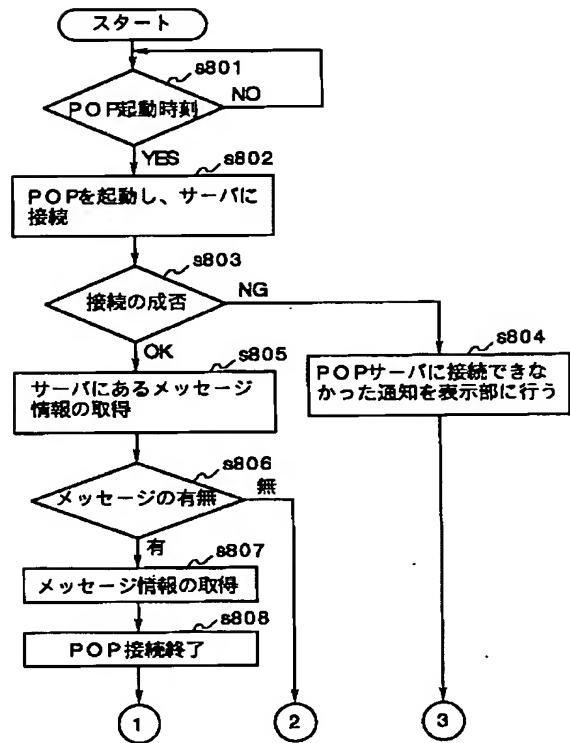 スタート
s801
POP起動時刻
NO
YES
s802
POPを起動し、サーバに
接続
s803
接続の成否
NG
OK
s804
POPサーバに接続できな
かった通知を表示部に行う
s805
サーバにあるメッセージ
情報の取得
s806
メッセージの有無
無
有
s807
メッセージ情報の取得
s808
POP接続終了
1
2
3